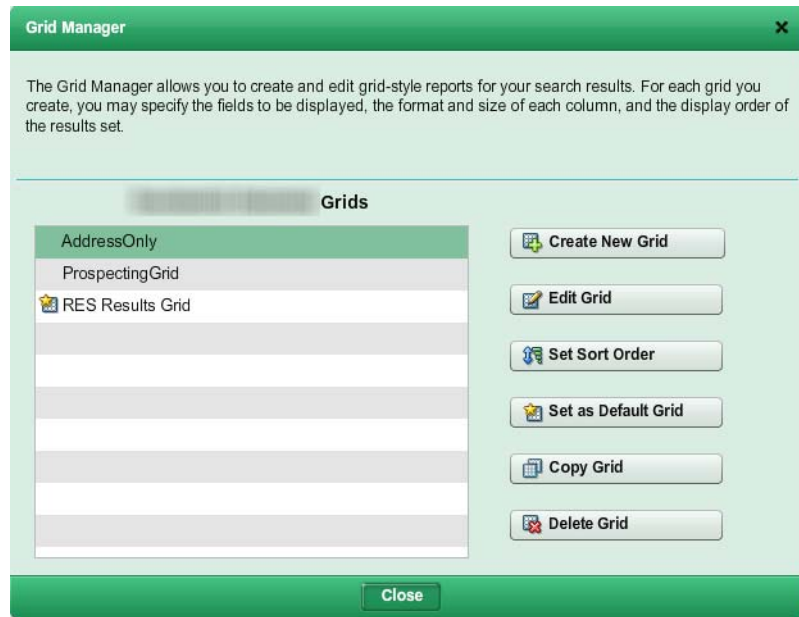 Grid Manager
The Grid Manager allows you to create and edit grid-style reports for your search results. For each grid you
create, you may specify the fields to be displayed, the format and size of each column, and the display order of
the results set.
Grids
AddressOnly
ProspectingGrid
RES Results Grid
Create New Grid
Edit Grid
Set Sort Order
Set as Default Grid
Copy Grid
Delete Grid
Close